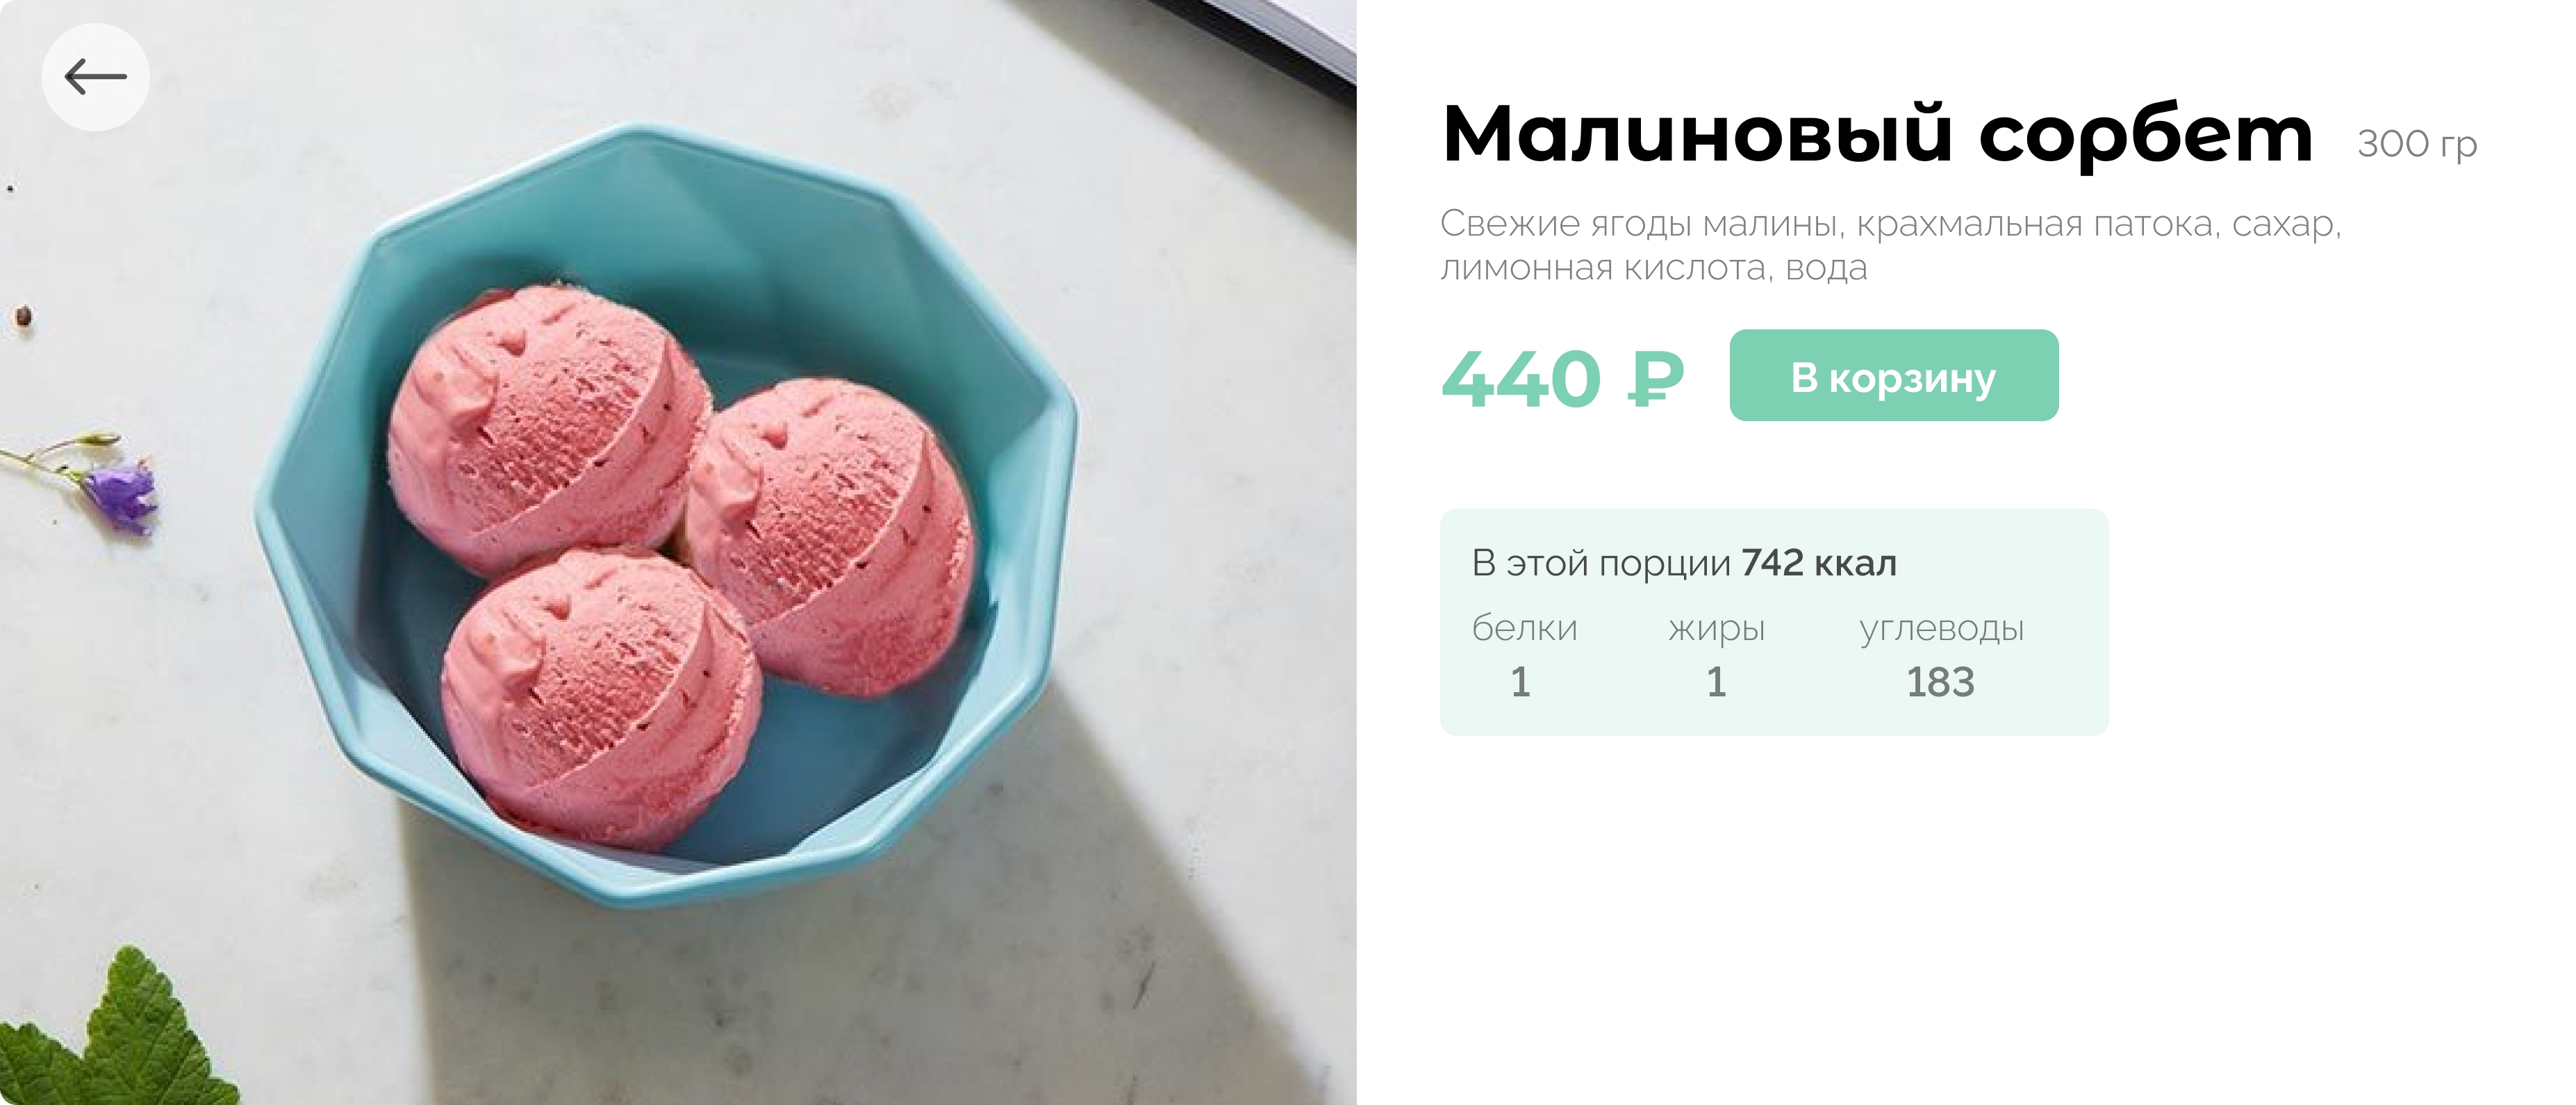 Малиновый сорбет 300 гр
Свежие ягоды малины, крахмальная патока, сахар,
лимонная кислота, вода
440 ₽ В корзину
В этой порции 742 ккал
белки жиры углеводы
1 1 183